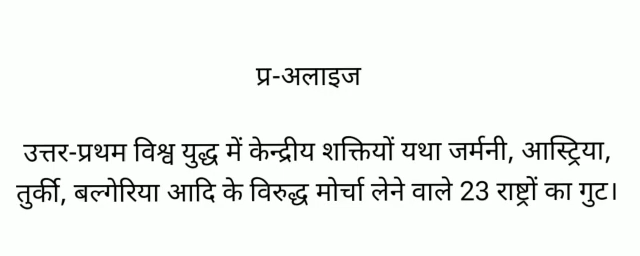 प्र-अलाइज
उत्तर-प्रथम विश्व युद्ध में केन्द्रीय शक्तियों यथा जर्मनी, आस्ट्रिया,
तुर्की, बल्गेरिया आदि के विरुद्ध मोर्चा लेने वाले 23 राष्ट्रों का गुट।